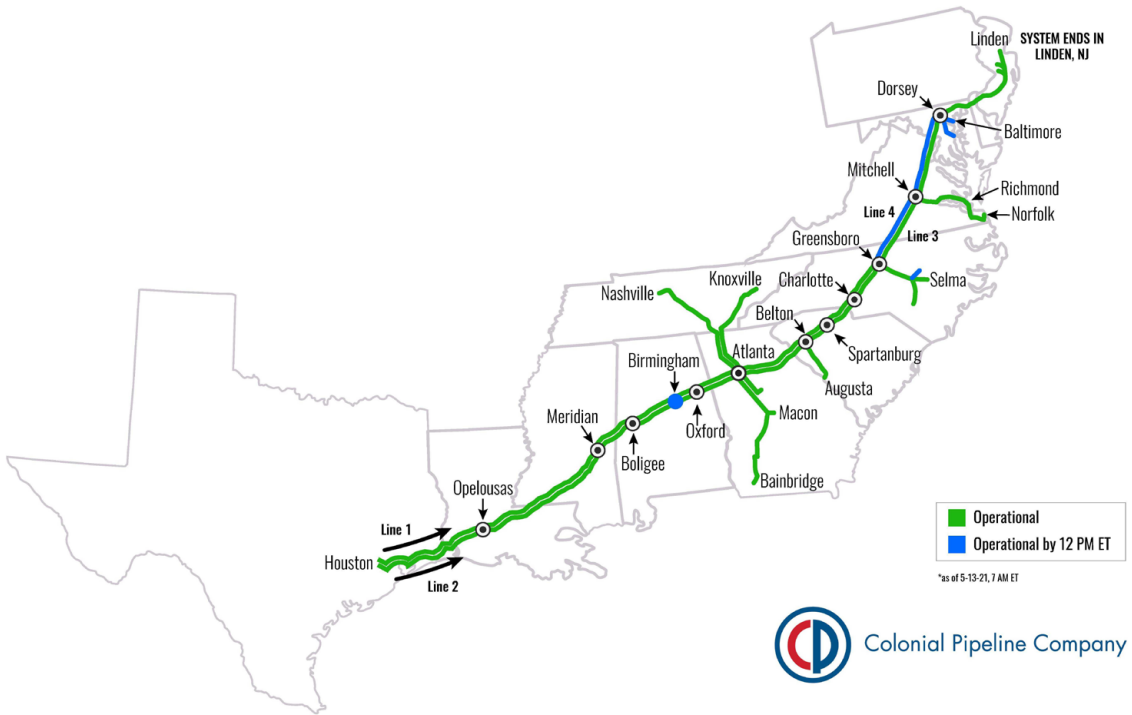 Linden
SYSTEM ENDS IN
LINDEN, NJ
Dorsey
Baltimore
Mitchell
Richmond
Line 4
Norfolk
Line 3
Greensboro
Knoxville
Charlotte
Selma
Nashville
Belton
Atlanta
Spartanburg
Birmingham
Augusta
Meridian
Macon
Oxford
Boligee
Bainbridge
Opelousas
Line 1
Houston
Line 2
Operational
Operational by 12 PM ET
*as of 5-13-21, 7 AM ET
Colonial Pipeline Company